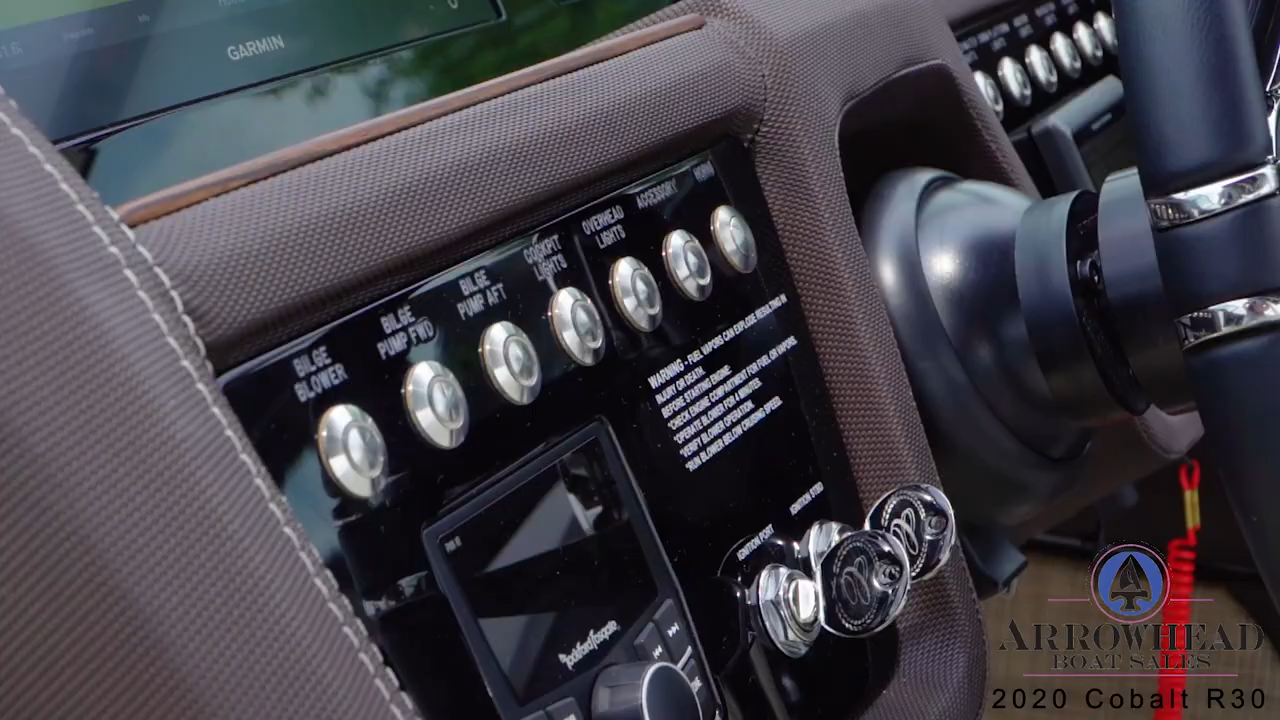 GARMIN
BILGE
BLOWER
BILGE
PUMP FWD
BILGE
PUMP AFT
COCKPIT
LIGHTS
OVERHEAD
LIGHTS
ACCESSORY
HORN
WARNING - FUEL VAPORS CAN EXPLODE RESULTING IN
INJURY OR DEATH.
BEFORE STARTING ENGINE:
*CHECK ENGINE COMPARTMENT FOR FUEL OR VAPORS.
*OPERATE BLOWER FOR 4 MINUTES.
*VERIFY BLOWER OPERATION.
*RUN BLOWER BELOW CRUISING SPEED.
IGNITION PORT
IGNITION STBD
rockford fosgate
ARROWHEAD
BOAT SALES
2020 Cobalt R30